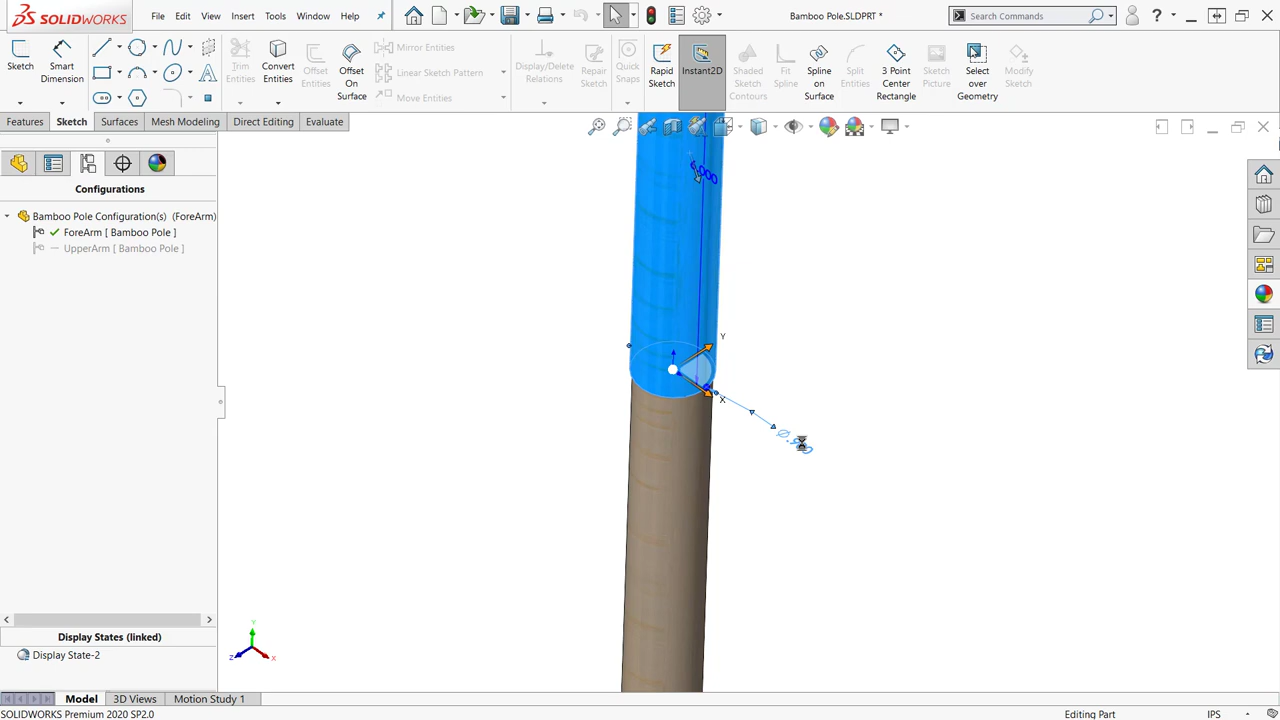 SOLIDWORKS
File
Edit
View
Insert
Tools
Window
Help
Bamboo Pole.SLDPRT *
Search Commands
Sketch
Smart Dimension
Trim Entities
Convert Entities
Offset Entities
Offset On Surface
Mirror Entities
Linear Sketch Pattern
Move Entities
Display/Delete Relations
Repair Sketch
Quick Snaps
Rapid Sketch
Instant2D
Shaded Sketch Contours
Fit Spline
Spline on Surface
Split Entities
3 Point Center Rectangle
Sketch Picture
Select over Geometry
Modify Sketch
Features
Sketch
Surfaces
Mesh Modeling
Direct Editing
Evaluate
Configurations
Bamboo Pole Configuration(s) (ForeArm)
ForeArm [ Bamboo Pole ]
UpperArm [ Bamboo Pole ]
Y
X
Y
Z
X
Display States (linked)
Display State-2
Model
3D Views
Motion Study 1
SOLIDWORKS Premium 2020 SP2.0
Editing Part
IPS